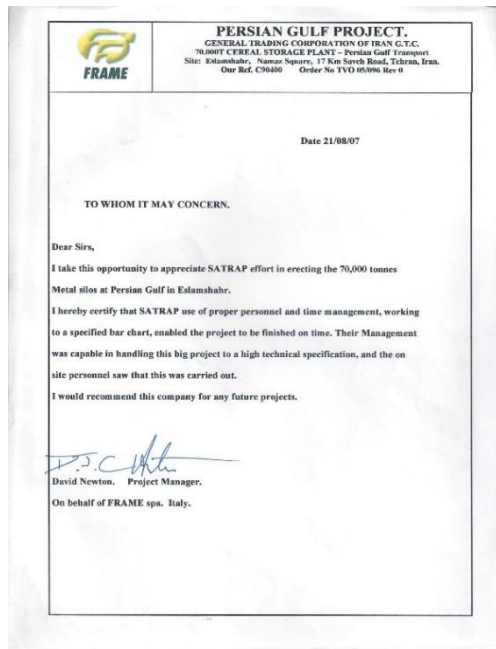 FRAME
PERSIAN GULF PROJECT.
GENERAL TRADING CORPORATION OF IRAN G.T.C.
70,000T CEREAL STORAGE PLANT – Persian Gulf Transport
Site: Eslamshahr, Namaz Square, 17 Km Saveh Road, Tehran, Iran.
Our Ref. C90400 Order No TVO 05/096 Rev 0
Date 21/08/07
TO WHOM IT MAY CONCERN.
Dear Sirs,
I take this opportunity to appreciate SATRAP effort in erecting the 70,000 tonnes
Metal silos at Persian Gulf in Eslamshahr.
I hereby certify that SATRAP use of proper personnel and time management, working
to a specified bar chart, enabled the project to be finished on time. Their Management
was capable in handling this big project to a high technical specification, and the on
site personnel saw that this was carried out.
I would recommend this company for any future projects.
David Newton. Project Manager.
On behalf of FRAME spa. Italy.